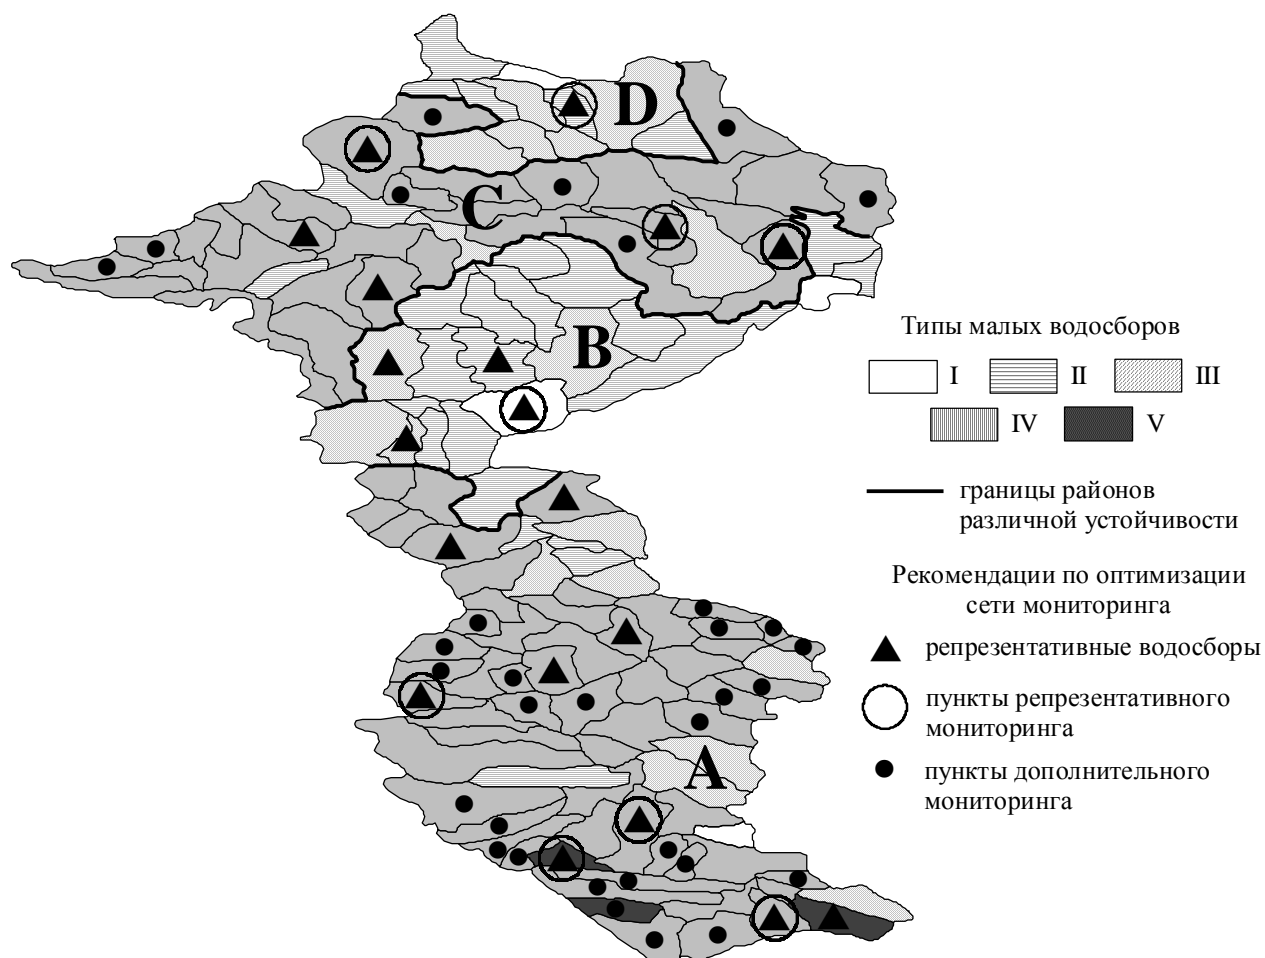 D
C
B
A
Типы малых водосборов
I II III
IV V
границы районов
различной устойчивости
Рекомендации по оптимизации
сети мониторинга
репрезентативные водосборы
пункты репрезентативного
мониторинга
пункты дополнительного
мониторинга